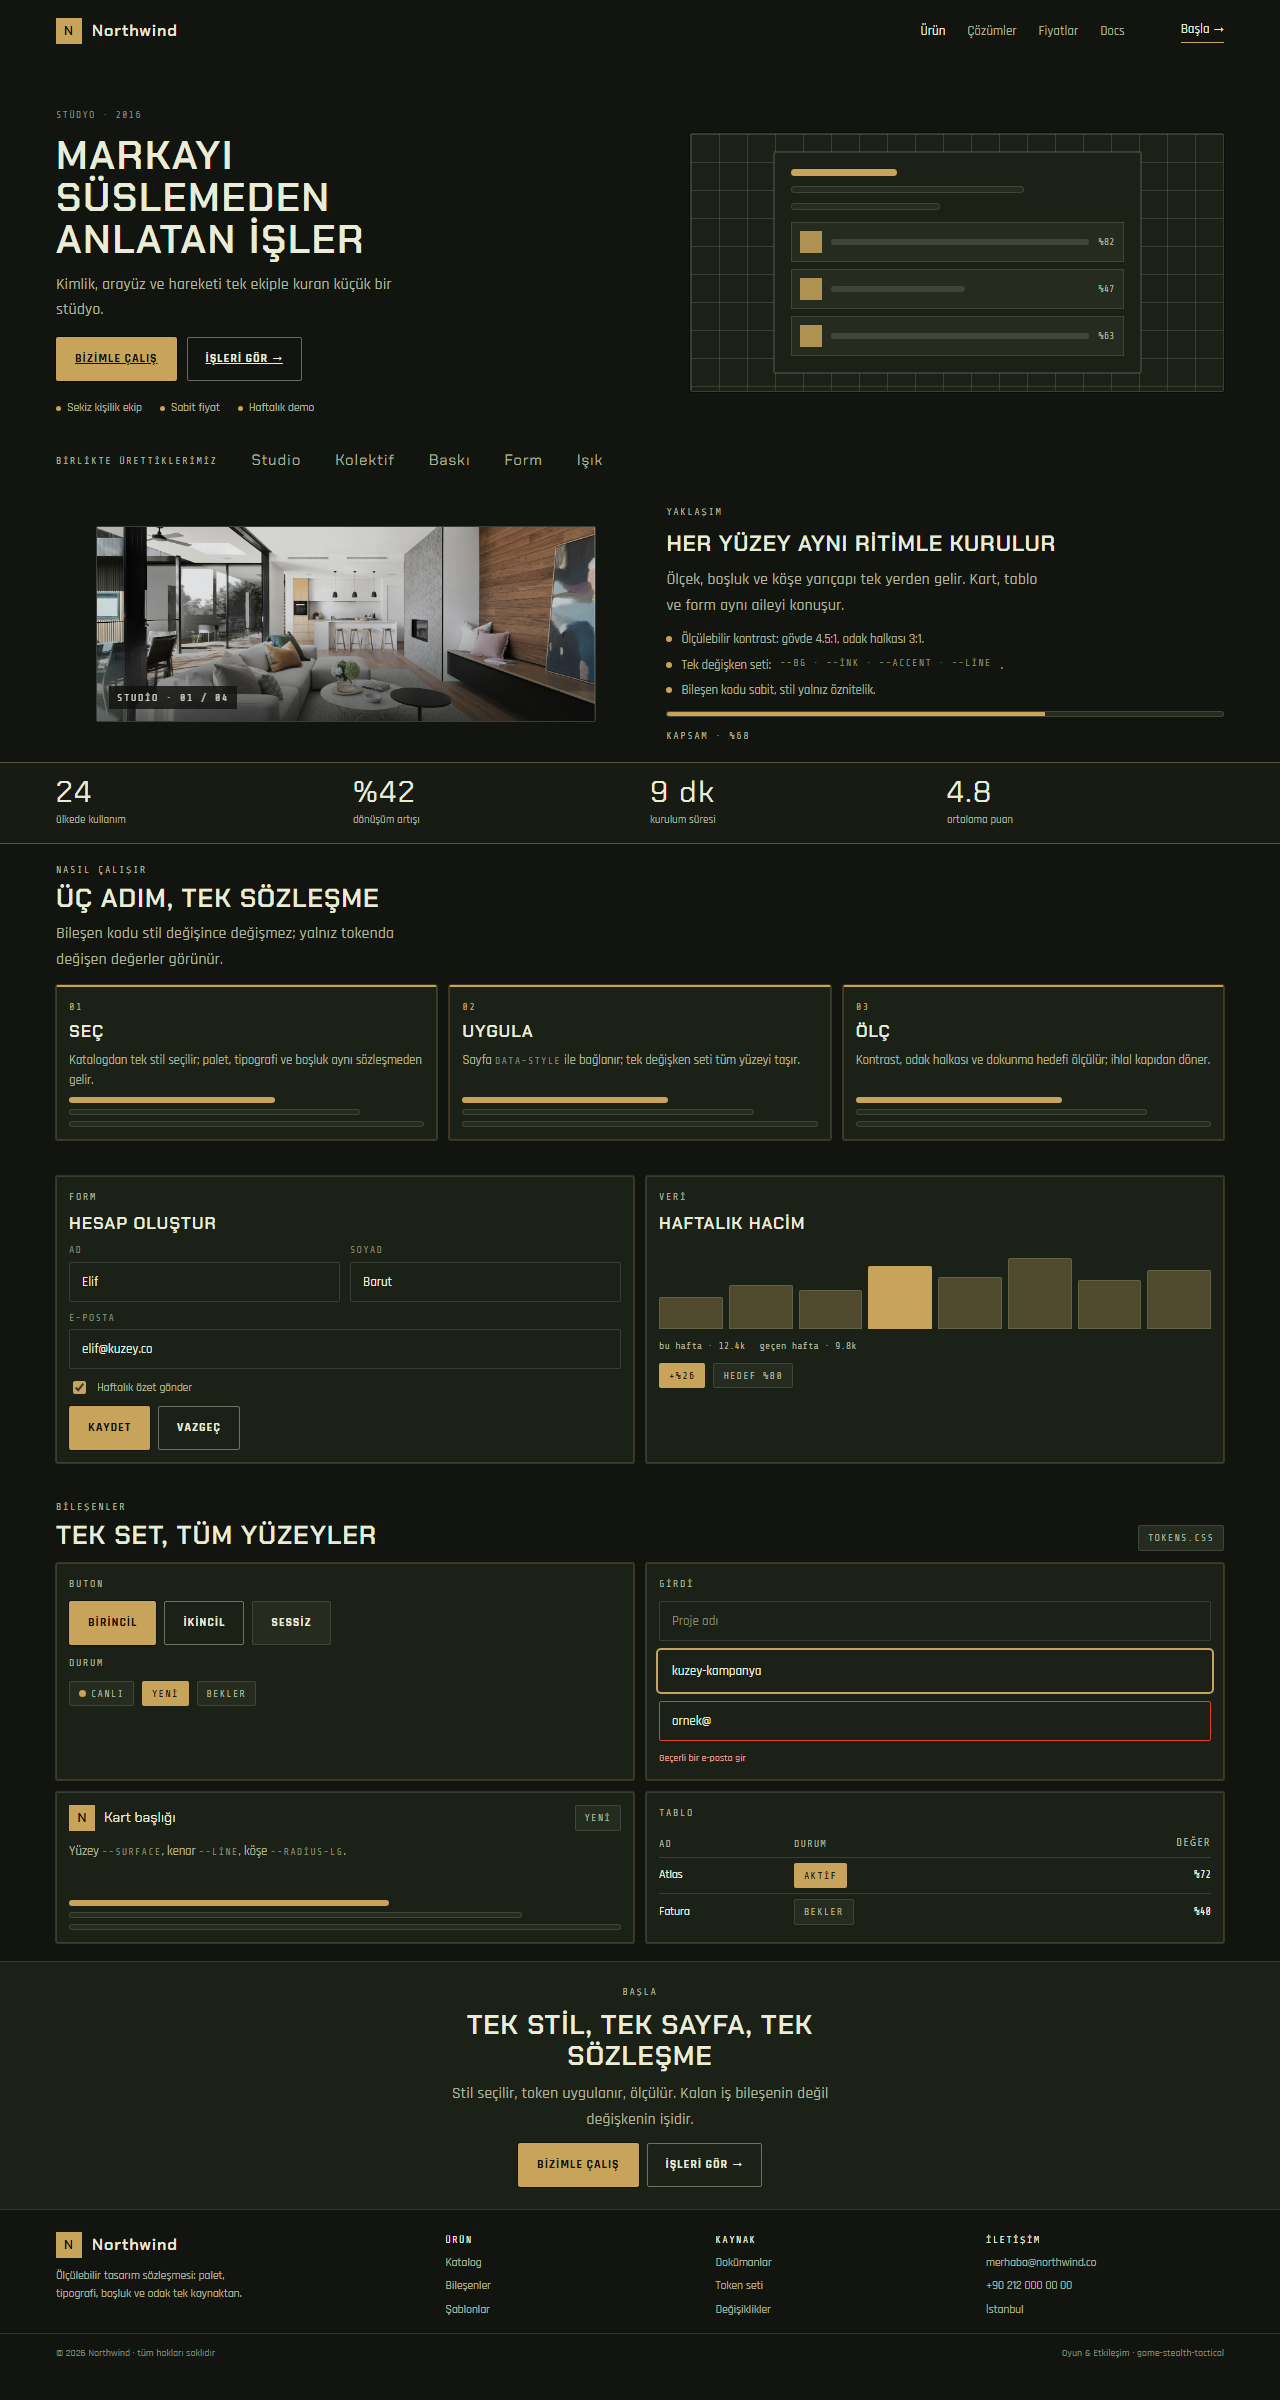 N Northwind
Ürün Çözümler Fiyatlar Docs Başla →
STÜDYO · 2016
MARKAYI
SÜSLEMEDEN
ANLATAN İŞLER
Kimlik, arayüz ve hareketi tek ekiple kuran küçük bir
stüdyo.
BİZİMLE ÇALIŞ İŞLERİ GÖR →
Sekiz kişilik ekip Sabit fiyat Haftalık demo
%82
%47
%63
BİRLİKTE ÜRETTİKLERİMİZ Studio Kolektif Baskı Form Işık
STUDİO · 01 / 04
YAKLAŞIM
HER YÜZEY AYNI RİTİMLE KURULUR
Ölçek, boşluk ve köşe yarıçapı tek yerden gelir. Kart, tablo
ve form aynı aileyi konuşur.
Ölçülebilir kontrast: gövde 4.5:1, odak halkası 3:1.
Tek değişken seti: --BG · --İNK · --ACCENT · --LİNE .
Bileşen kodu sabit, stil yalnız öznitelik.
KAPSAM · %68
24 %42 9 dk 4.8
ülkede kullanım dönüşüm artışı kurulum süresi ortalama puan
NASIL ÇALIŞIR
ÜÇ ADIM, TEK SÖZLEŞME
Bileşen kodu stil değişince değişmez; yalnız tokenda
değişen değerler görünür.
01
SEÇ
Katalogdan tek stil seçilir; palet, tipografi ve boşluk aynı sözleşmeden
gelir.
02
UYGULA
Sayfa DATA-STYLE ile bağlanır; tek değişken seti tüm yüzeyi taşır.
03
ÖLÇ
Kontrast, odak halkası ve dokunma hedefi ölçülür; ihlal kapıdan döner.
FORM
HESAP OLUŞTUR
AD SOYAD
Elif Barut
E-POSTA
elif@kuzey.co
Haftalık özet gönder
KAYDET VAZGEÇ
VERİ
HAFTALIK HACİM
bu hafta · 12.4k geçen hafta · 9.8k
+%26 HEDEF %80
BİLEŞENLER
TEK SET, TÜM YÜZEYLER
TOKENS.CSS
BUTON
BİRİNCİL İKİNCİL SESSİZ
DURUM
CANLI YENİ BEKLER
GİRDİ
Proje adı
kuzey-kampanya
ornek@
Geçerli bir e-posta gir
N Kart başlığı YENİ
Yüzey --SURFACE, kenar --LİNE, köşe --RADİUS-LG.
TABLO
AD DURUM DEĞER
Atlas AKTİF %72
Fatura BEKLER %40
BAŞLA
TEK STİL, TEK SAYFA, TEK
SÖZLEŞME
Stil seçilir, token uygulanır, ölçülür. Kalan iş bileşenin değil
değişkenin işidir.
BİZİMLE ÇALIŞ İŞLERİ GÖR →
N Northwind
Ölçülebilir tasarım sözleşmesi: palet,
tipografi, boşluk ve odak tek kaynaktan.
ÜRÜN
Katalog
Bileşenler
Şablonlar
KAYNAK
Dokümanlar
Token seti
Değişiklikler
İLETİŞİM
merhaba@northwind.co
+90 212 000 00 00
İstanbul
© 2026 Northwind · tüm hakları saklıdır
Oyun & Etkileşim · game-stealth-tactical